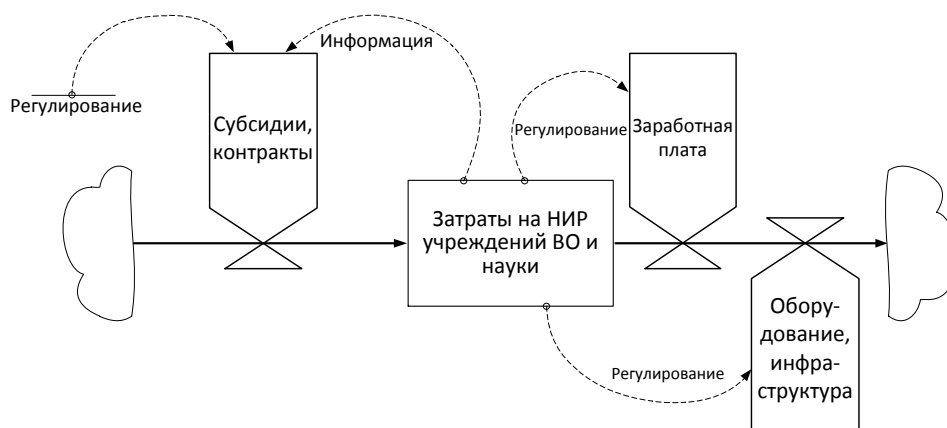 Информация
Регулирование
Субсидии,
контракты
Регулирование
Заработная
плата
Затраты на НИР
учреждений ВО и
науки
Регулирование
Обору-
дование,
инфра-
структура